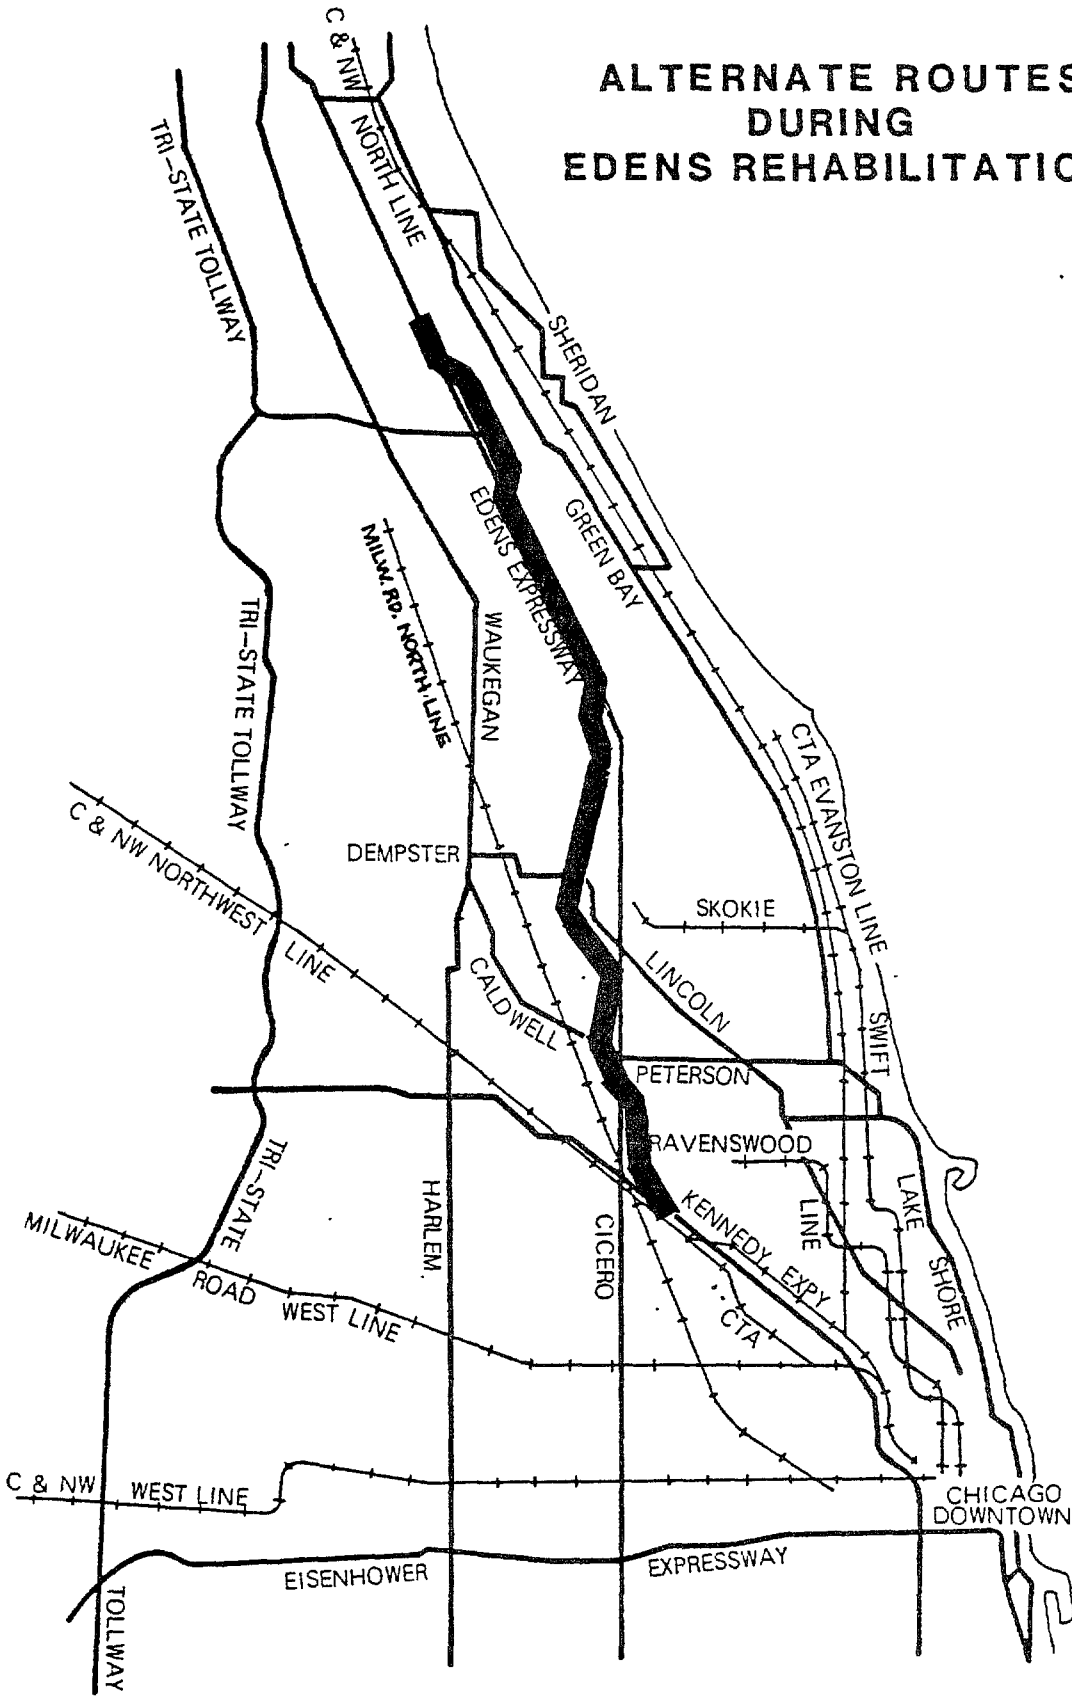 ALTERNATE ROUTES
DURING
EDENS REHABILITATIO
C & NW
NORTH LINE
TRI-STATE TOLLWAY
SHERIDAN
EDENS EXPRESSWAY
GREEN BAY
MILW. RD. NORTH LINE
WAUKEGAN
TRI-STATE TOLLWAY
CTA EVANSTON LINE
C & NW NORTHWEST LINE
DEMPSTER
SKOKIE
LINCOLN
CALDWELL
SWIFT
PETERSON
RAVENSWOOD
LINE
TRI-STATE
HARLEM
CICERO
KENNEDY EXPY
LAKE
SHORE
MILWAUKEE
ROAD
WEST LINE
CTA
C & NW
WEST LINE
CHICAGO
DOWNTOWN
EISENHOWER
EXPRESSWAY
TOLLWAY